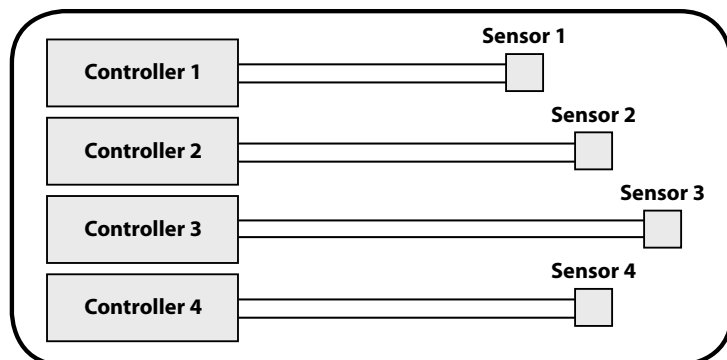 Sensor 1
Controller 1
Sensor 2
Controller 2
Sensor 3
Controller 3
Sensor 4
Controller 4